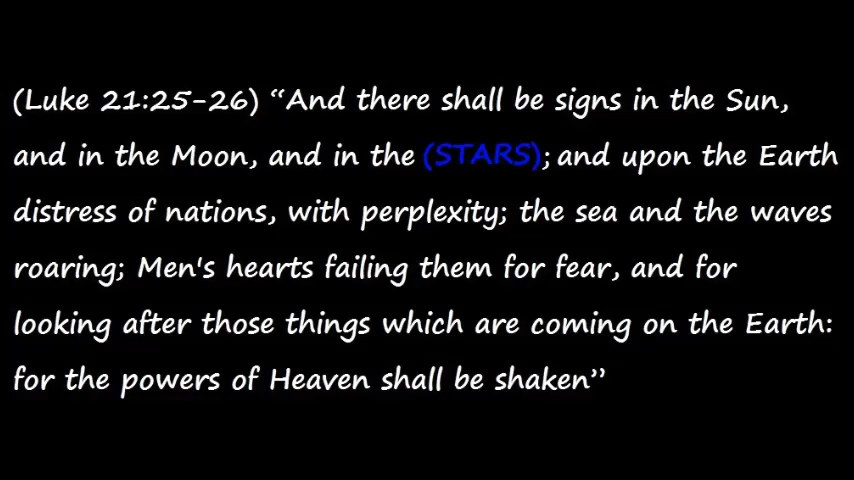 (Luke 21:25-26) “And there shall be signs in the Sun,
and in the Moon, and in the (STARS); and upon the Earth
distress of nations, with perplexity; the sea and the waves
roaring; Men's hearts failing them for fear, and for
looking after those things which are coming on the Earth:
for the powers of Heaven shall be shaken”